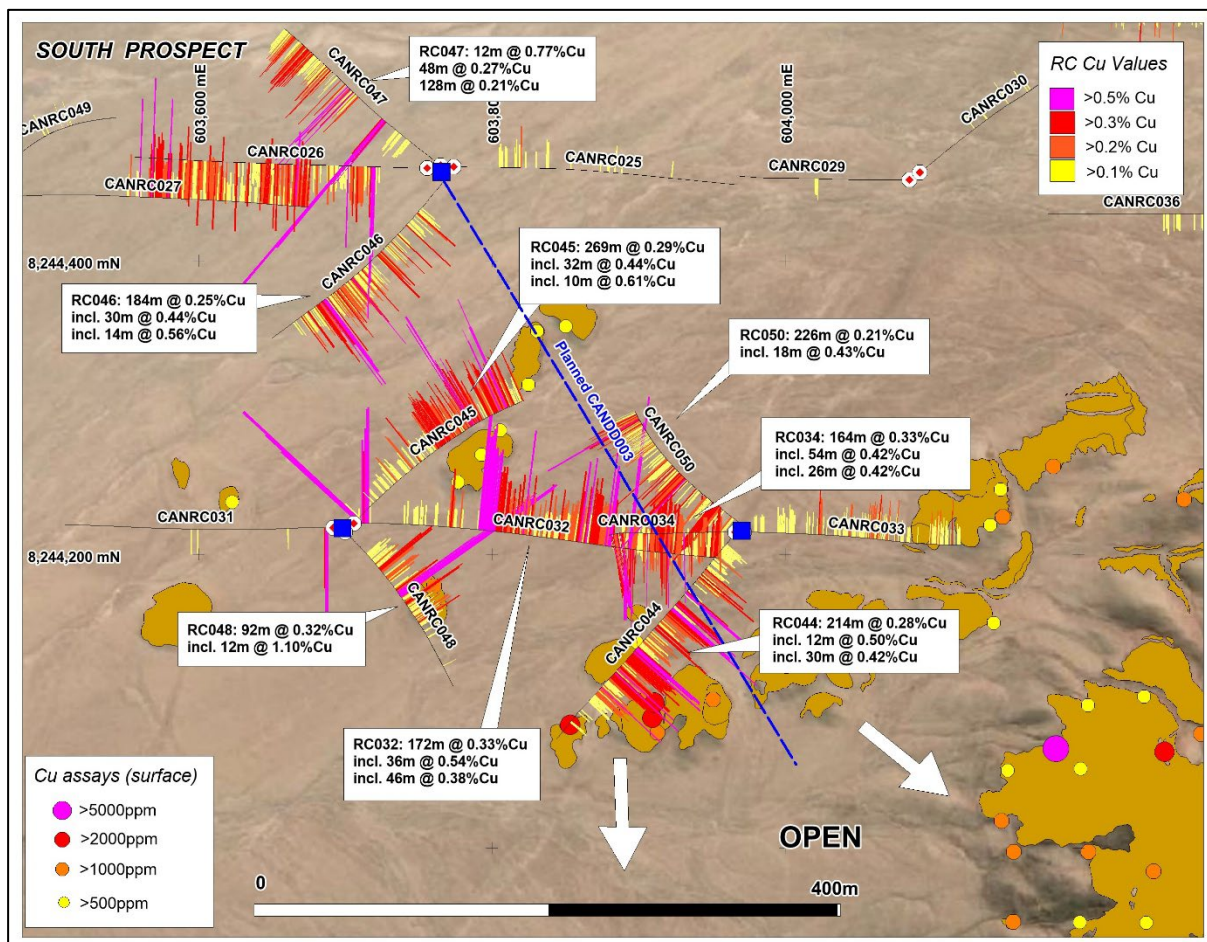 SOUTH PROSPECT
RC047: 12m @ 0.77%Cu
48m @ 0.27%Cu
128m @ 0.21%Cu
RC Cu Values
>0.5% Cu
>0.3% Cu
>0.2% Cu
>0.1% Cu
CANRC049
603,600 mE
CANRC047
603,8
604,000 mE
CANRC030
CANRC026
CANRC025
CANRC029
CANRC027
CANRC036
8,244,400 mN
CANRC046
RC045: 269m @ 0.29%Cu
incl. 32m @ 0.44%Cu
incl. 10m @ 0.61%Cu
RC046: 184m @ 0.25%Cu
incl. 30m @ 0.44%Cu
incl. 14m @ 0.56%Cu
RC050: 226m @ 0.21%Cu
incl. 18m @ 0.43%Cu
Planned CANDD003
CANRC045
CANRC050
RC034: 164m @ 0.33%Cu
incl. 54m @ 0.42%Cu
incl. 26m @ 0.42%Cu
CANRC031
CANRC032
CANRC034
CANRC033
8,244,200 mN
CANRC048
CANRC044
RC048: 92m @ 0.32%Cu
incl. 12m @ 1.10%Cu
RC044: 214m @ 0.28%Cu
incl. 12m @ 0.50%Cu
incl. 30m @ 0.42%Cu
RC032: 172m @ 0.33%Cu
incl. 36m @ 0.54%Cu
incl. 46m @ 0.38%Cu
Cu assays (surface)
>5000ppm
>2000ppm
>1000ppm
>500ppm
OPEN
0
400m